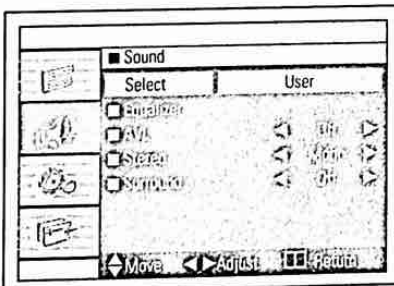 Sound
Select User
Equalizer
AVL Off
Stereo Mono
Surround Off
Move Adjust Return